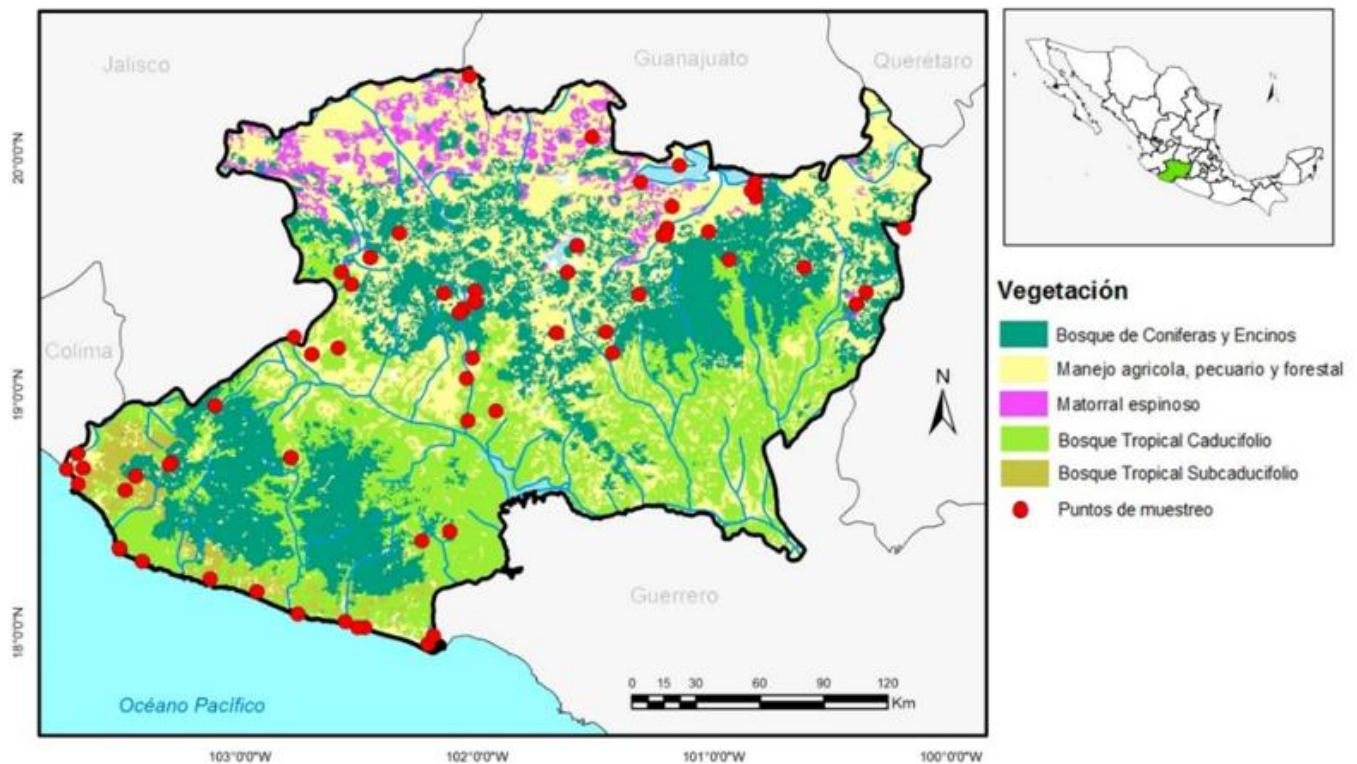 Jalisco
Guanajuato
Querétaro
Colima
Guerrero
Océano Pacífico
N
0 15 30 60 90 120
Km
20°0'0"N
19°0'0"N
18°0'0"N
103°0'0"W
102°0'0"W
101°0'0"W
100°0'0"W
Vegetación
Bosque de Coniferas y Encinos
Manejo agricola, pecuario y forestal
Matorral espinoso
Bosque Tropical Caducifolio
Bosque Tropical Subcaducifolio
Puntos de muestreo